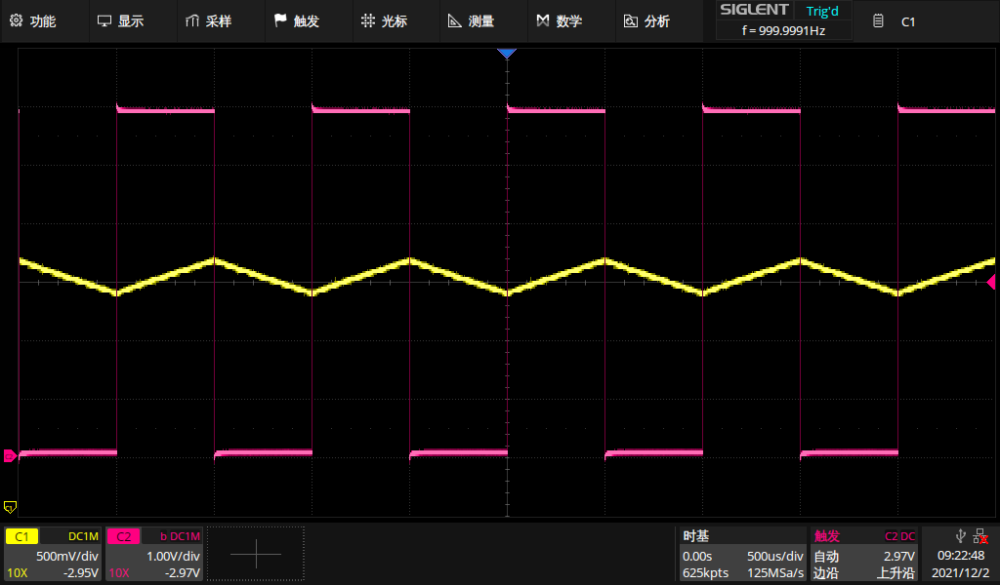 功能 显示 采样 触发 光标 测量 数学 分析 SIGLENT Trig'd C1
f = 999.9991Hz
C2
C1
C1 DC1M C2 b DC1M 时基 触发 C2 DC
500mV/div 1.00V/div 0.00s 500us/div 自动 2.97V 09:22:48
10X -2.95V 10X -2.97V 625kpts 125MSa/s 边沿 上升沿 2021/12/2